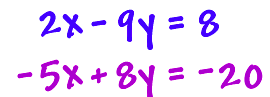 2x - 9y = 8
-5x + 8y = -20